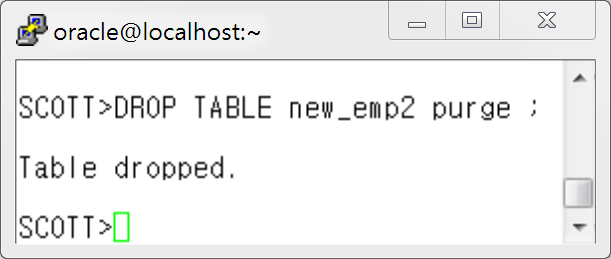 oracle@localhost:~
SCOTT>DROP TABLE new_emp2 purge ;
Table dropped.
SCOTT>